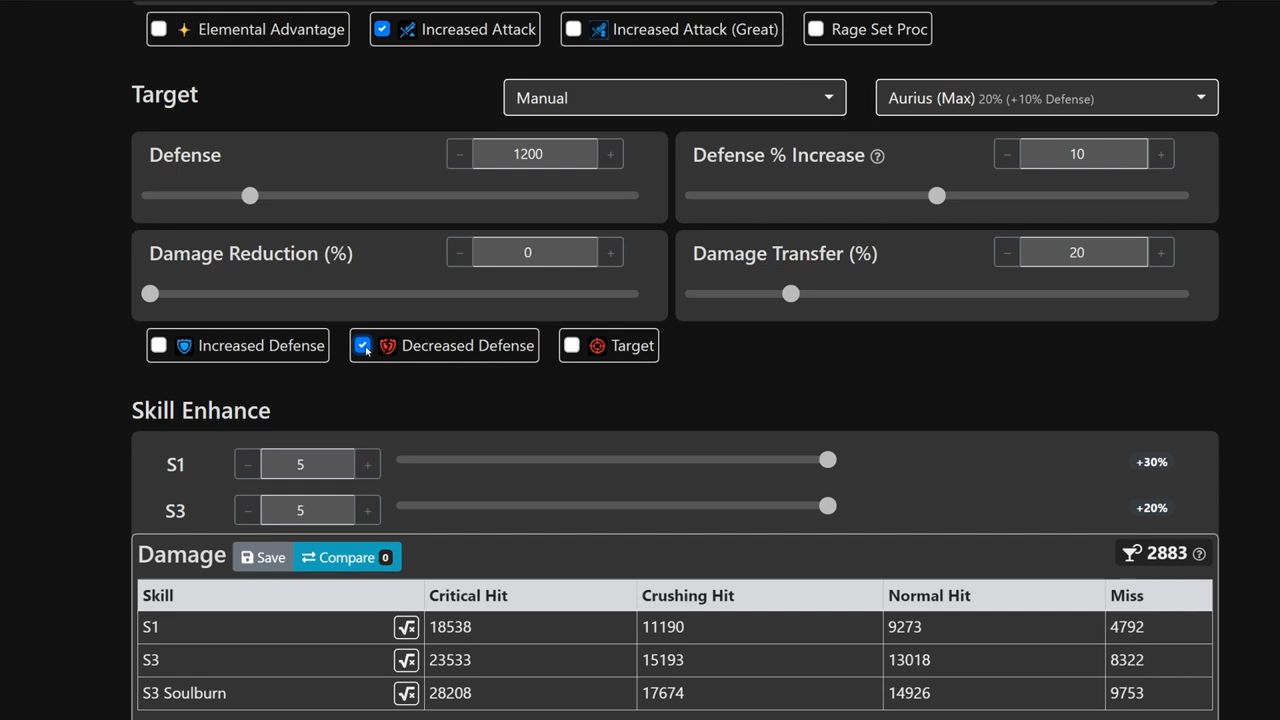 Elemental Advantage Increased Attack Increased Attack (Great) Rage Set Proc
Target Manual Aurius (Max) 20% (+10% Defense)
Defense - 1200 + Defense % Increase ? - 10 +
Damage Reduction (%) - 0 + Damage Transfer (%) - 20 +
Increased Defense Decreased Defense Target
Skill Enhance
S1 - 5 + +30%
S3 - 5 + +20%
Damage Save Compare 0 2883 ?
Skill Critical Hit Crushing Hit Normal Hit Miss
S1 √x 18538 11190 9273 4792
S3 √x 23533 15193 13018 8322
S3 Soulburn √x 28208 17674 14926 9753